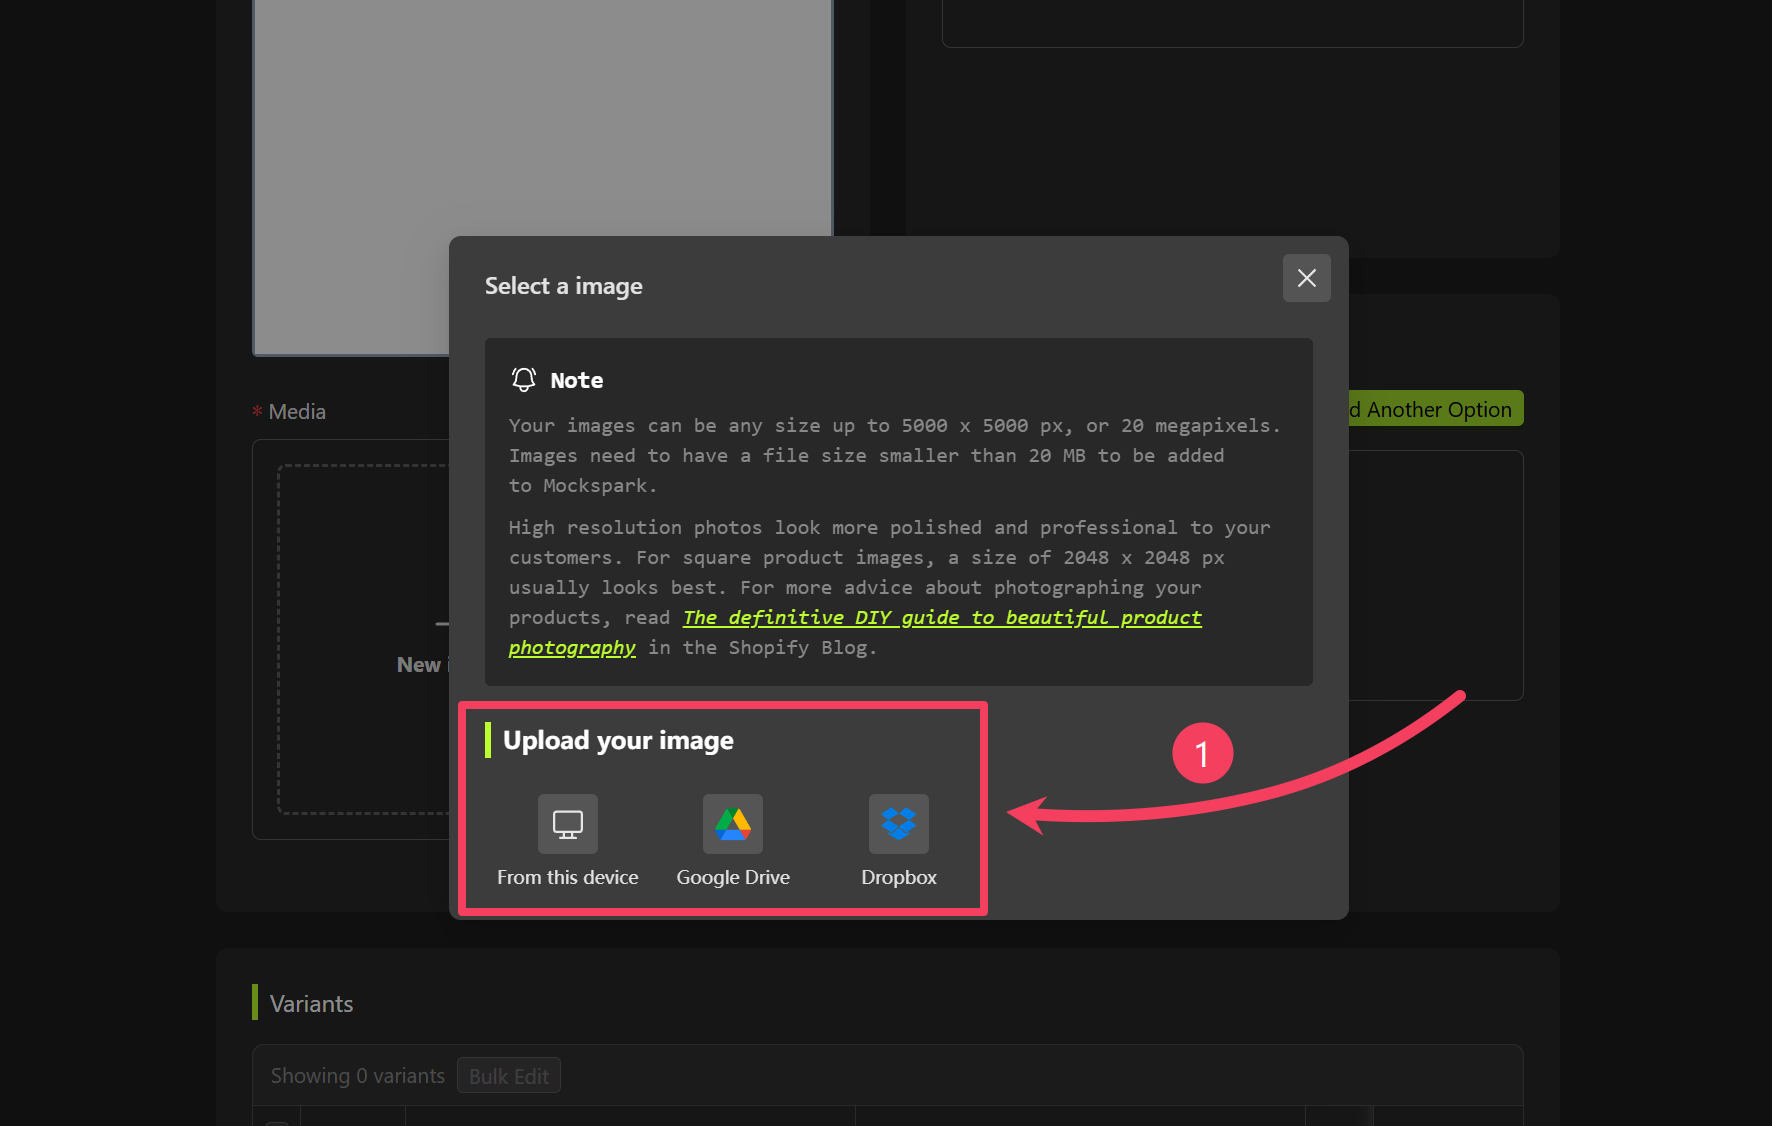 Select a image
Note
Your images can be any size up to 5000 x 5000 px, or 20 megapixels.
Images need to have a file size smaller than 20 MB to be added
to Mockspark.
High resolution photos look more polished and professional to your
customers. For square product images, a size of 2048 x 2048 px
usually looks best. For more advice about photographing your
products, read The definitive DIY guide to beautiful product
photography in the Shopify Blog.
* Media
Another Option
New
Upload your image
1
From this device
Google Drive
Dropbox
Variants
Showing 0 variants
Bulk Edit